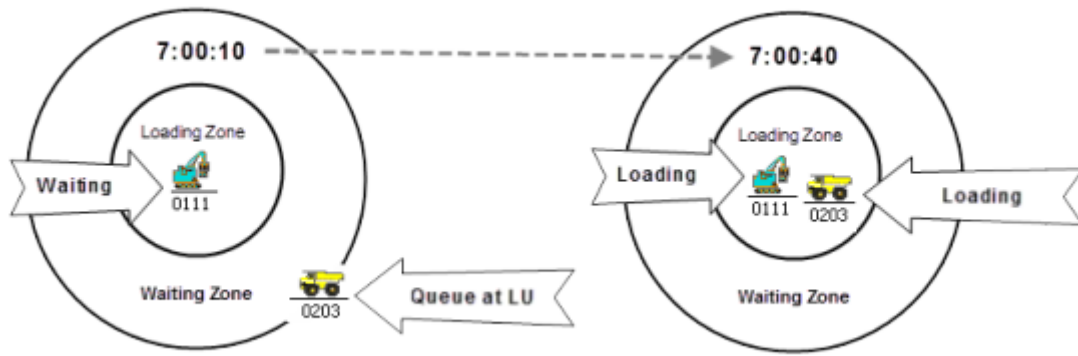 7:00:10
Loading Zone
Waiting
0111
Waiting Zone
0203
Queue at LU
7:00:40
Loading Zone
Loading
0111
0203
Loading
Waiting Zone